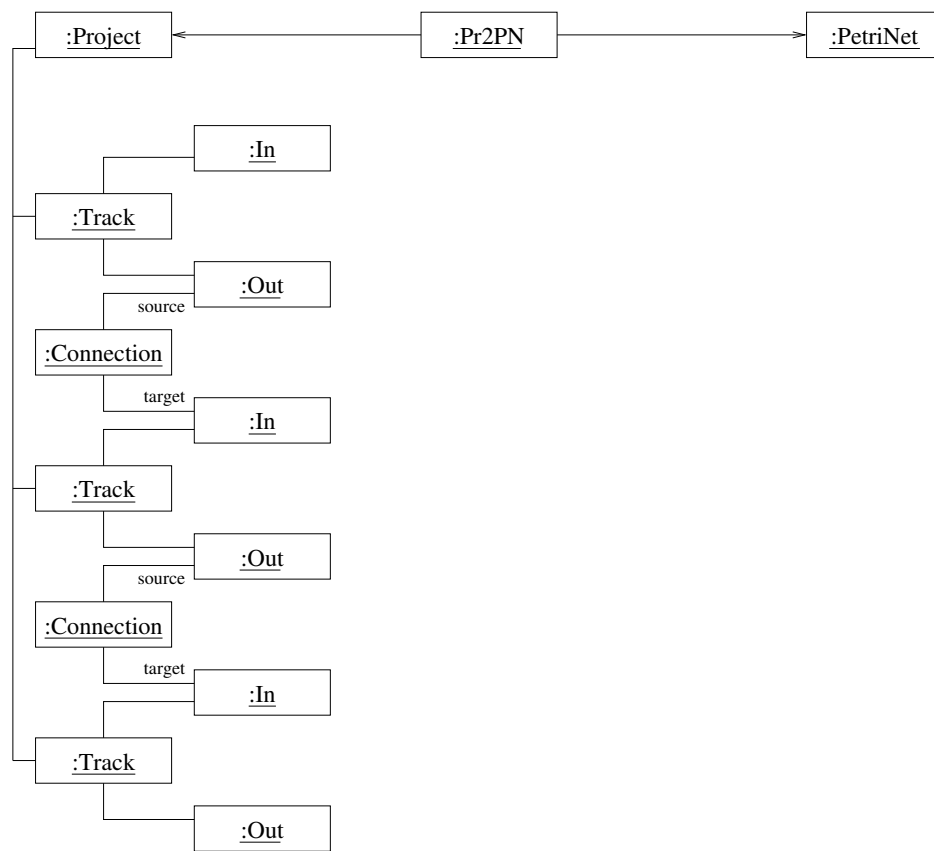 :Project
:Pr2PN
:PetriNet
:In
:Track
:Out
source
:Connection
target
:In
:Track
:Out
source
:Connection
target
:In
:Track
:Out